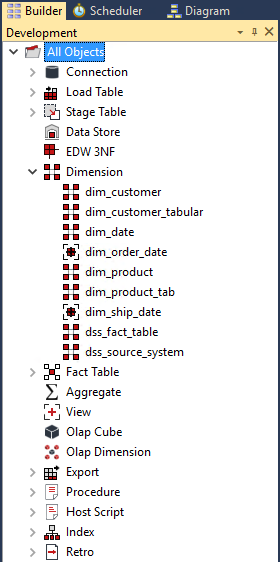 Builder Scheduler Diagram
Development
All Objects
Connection
Load Table
Stage Table
Data Store
EDW 3NF
Dimension
dim_customer
dim_customer_tabular
dim_date
dim_order_date
dim_product
dim_product_tab
dim_ship_date
dss_fact_table
dss_source_system
Fact Table
Aggregate
View
Olap Cube
Olap Dimension
Export
Procedure
Host Script
Index
Retro